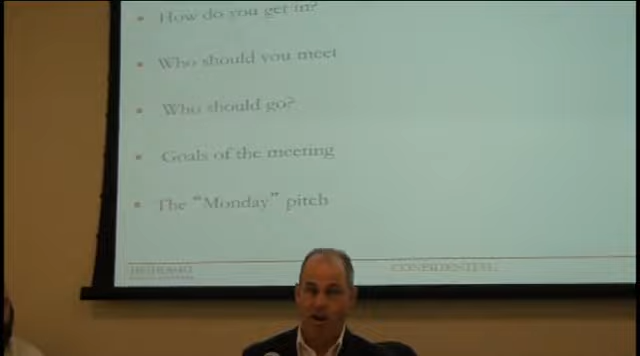 How do you get in?
Who should you meet
Who should go?
Goals of the meeting
The “Monday” pitch
CONFIDENTIAL